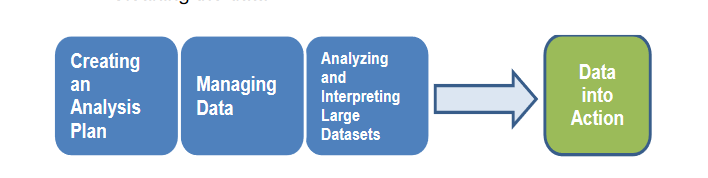 Creating
an
Analysis
Plan
Managing
Data
Analyzing
and
Interpreting
Large
Datasets
Data
into
Action